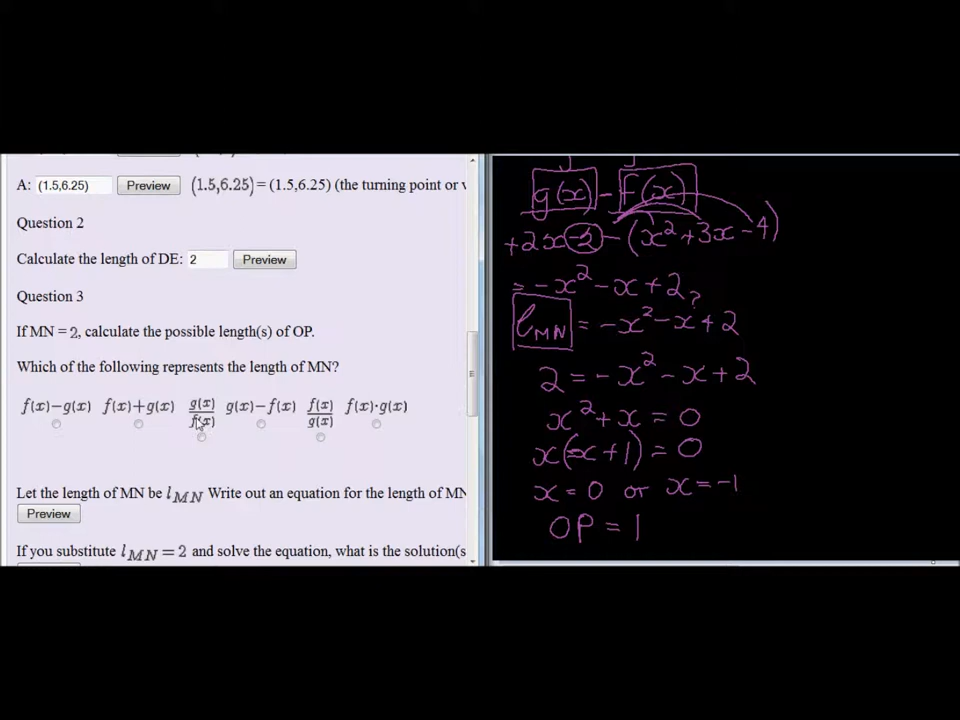 A: (1.5,6.25) Preview (1.5,6.25) = (1.5,6.25) (the turning point or
Question 2
Calculate the length of DE: 2 Preview
Question 3
If MN = 2, calculate the possible length(s) of OP.
Which of the following represents the length of MN?
f(x)−g(x) f(x)+g(x) g(x)/f(x) g(x)−f(x) f(x)/g(x) f(x)·g(x)
Let the length of MN be l_MN Write out an equation for the length of MN
Preview
If you substitute l_MN = 2 and solve the equation, what is the solution(s
g(x) − f(x)
+2x−2−(x²+3x−4)
= −x²−x+2
l_MN = −x²−x+2 ?
2 = −x²−x+2
x²+x = 0
x(x+1) = 0
x = 0 or x = −1
OP = 1